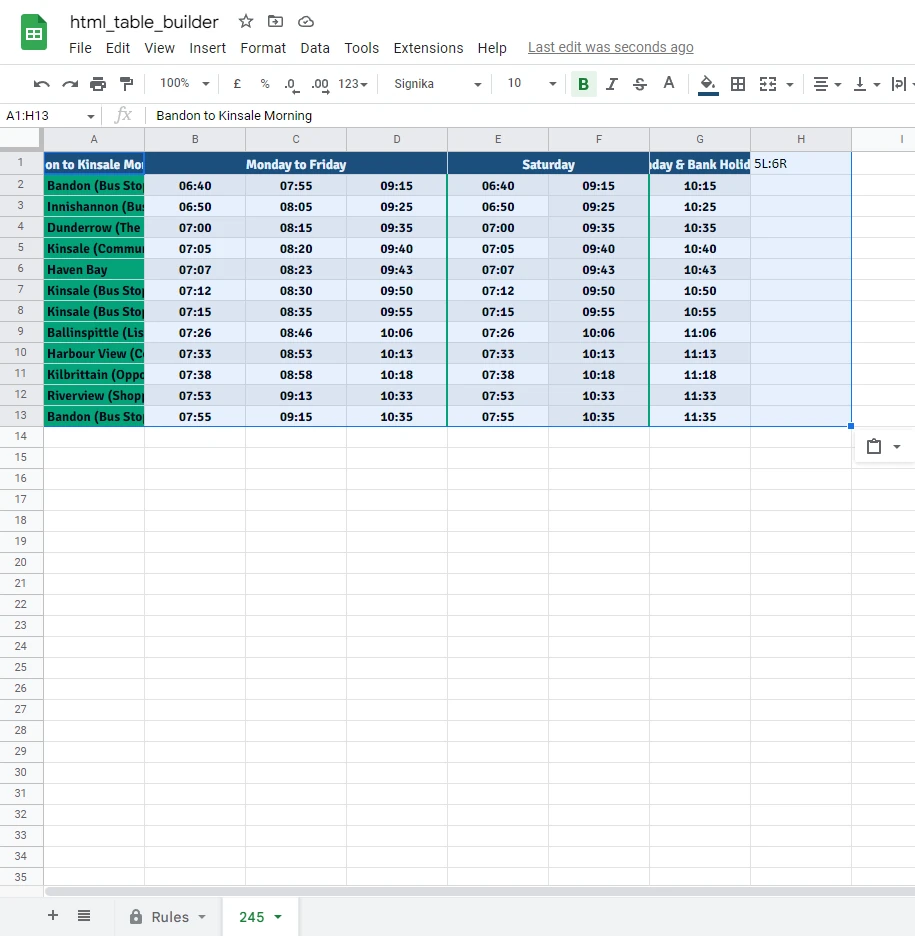 html_table_builder
File Edit View Insert Format Data Tools Extensions Help Last edit was seconds ago
100% £ % .0 .00 123 Signika 10 B I S A
A1:H13 fx Bandon to Kinsale Morning
A B C D E F G H I
1 on to Kinsale Mo Monday to Friday Saturday day & Bank Holid 5L:6R
2 Bandon (Bus Sto 06:40 07:55 09:15 06:40 09:15 10:15
3 Innishannon (Bu 06:50 08:05 09:25 06:50 09:25 10:25
4 Dunderrow (The 07:00 08:15 09:35 07:00 09:35 10:35
5 Kinsale (Commu 07:05 08:20 09:40 07:05 09:40 10:40
6 Haven Bay 07:07 08:23 09:43 07:07 09:43 10:43
7 Kinsale (Bus Sto 07:12 08:30 09:50 07:12 09:50 10:50
8 Kinsale (Bus Sto 07:15 08:35 09:55 07:15 09:55 10:55
9 Ballinspittle (Lis 07:26 08:46 10:06 07:26 10:06 11:06
10 Harbour View (C 07:33 08:53 10:13 07:33 10:13 11:13
11 Kilbrittain (Oppo 07:38 08:58 10:18 07:38 10:18 11:18
12 Riverview (Shop 07:53 09:13 10:33 07:53 10:33 11:33
13 Bandon (Bus Sto 07:55 09:15 10:35 07:55 10:35 11:35
14
15
16
17
18
19
20
21
22
23
24
25
26
27
28
29
30
31
32
33
34
35
+ Rules 245